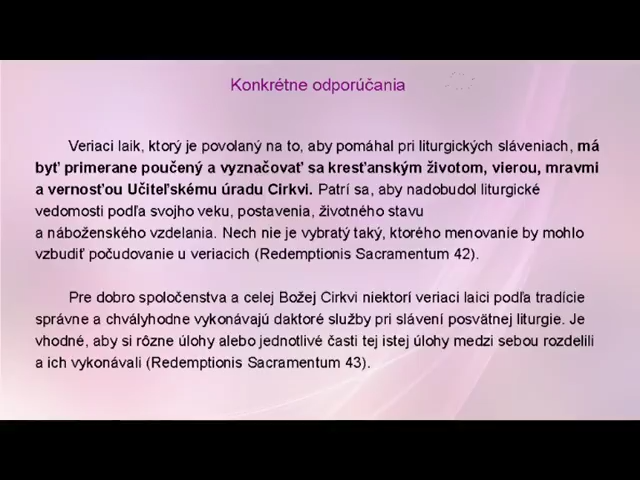 Konkrétne odporúčania
Veriaci laik, ktorý je povolaný na to, aby pomáhal pri liturgických sláveniach, má
byť primerane poučený a vyznačovať sa kresťanským životom, vierou, mravmi
a vernosťou Učiteľskému úradu Cirkvi. Patrí sa, aby nadobudol liturgické
vedomosti podľa svojho veku, postavenia, životného stavu
a náboženského vzdelania. Nech nie je vybratý taký, ktorého menovanie by mohlo
vzbudiť počudovanie u veriacich (Redemptionis Sacramentum 42).
Pre dobro spoločenstva a celej Božej Cirkvi niektorí veriaci laici podľa tradície
správne a chvályhodne vykonávajú daktoré služby pri slávení posvätnej liturgie. Je
vhodné, aby si rôzne úlohy alebo jednotlivé časti tej istej úlohy medzi sebou rozdelili
a ich vykonávali (Redemptionis Sacramentum 43).